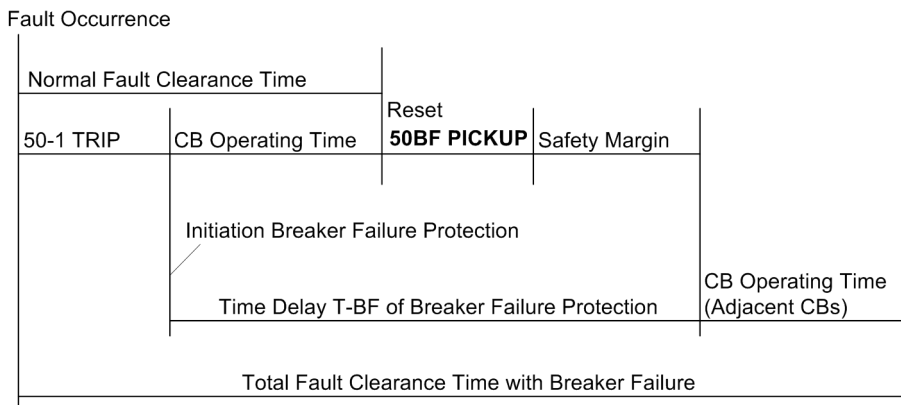 Fault Occurrence
Normal Fault Clearance Time
Reset
50-1 TRIP
CB Operating Time
50BF PICKUP
Safety Margin
Initiation Breaker Failure Protection
CB Operating Time
(Adjacent CBs)
Time Delay T-BF of Breaker Failure Protection
Total Fault Clearance Time with Breaker Failure